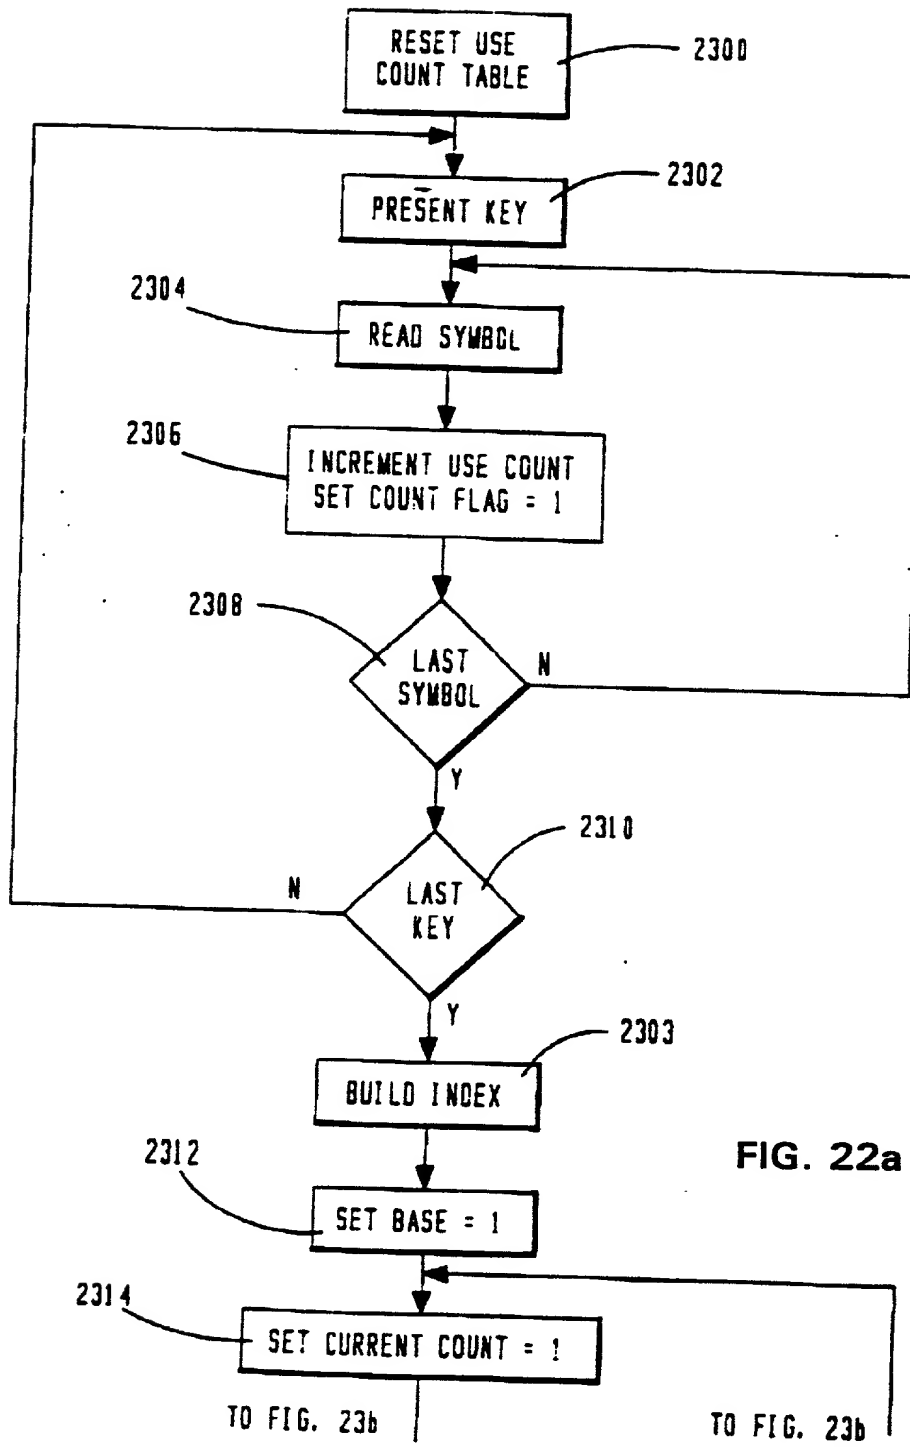 RESET USE
COUNT TABLE
2300
PRESENT KEY
2302
2304
READ SYMBOL
2306
INCREMENT USE COUNT
SET COUNT FLAG = 1
2308
LAST
SYMBOL
N
Y
2310
LAST
KEY
N
Y
2303
BUILD INDEX
FIG. 22a
2312
SET BASE = 1
2314
SET CURRENT COUNT = 1
TO FIG. 23b
TO FIG. 23b